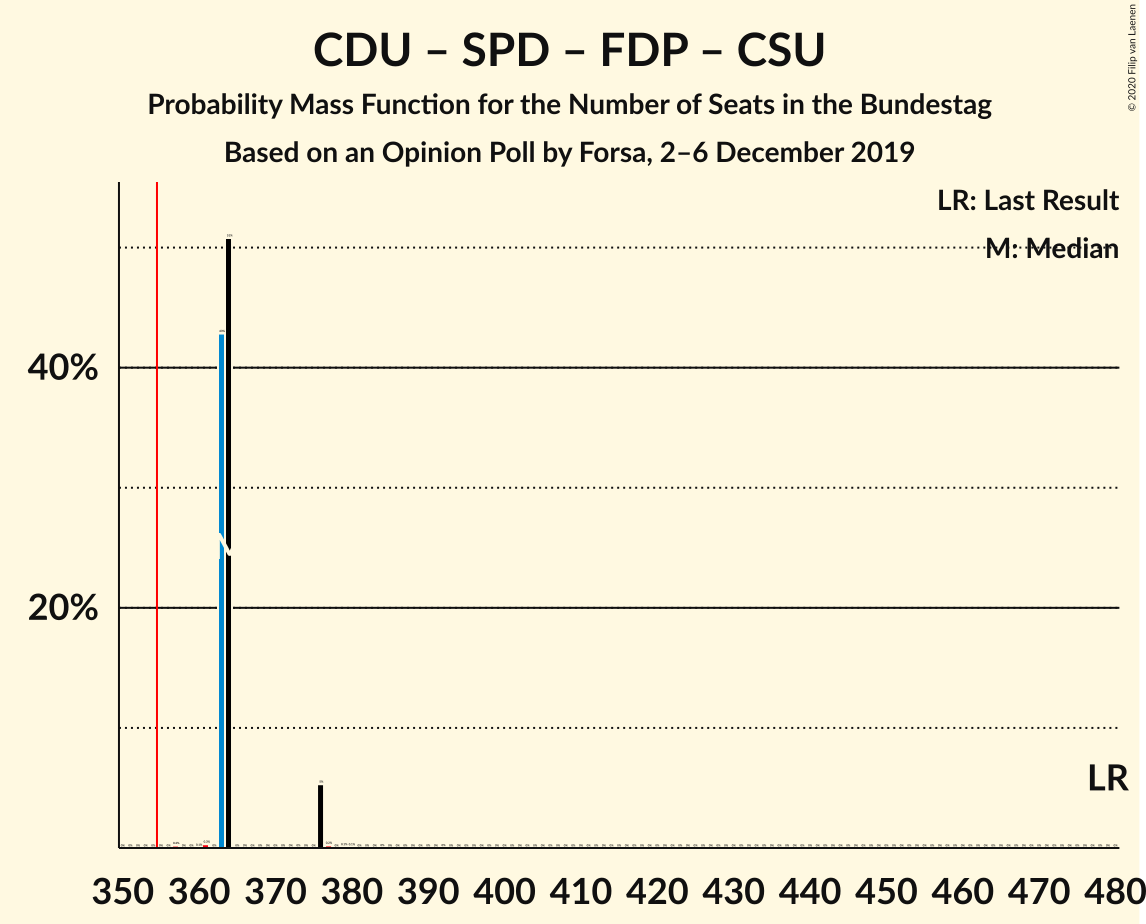 CDU – SPD – FDP – CSU
Probability Mass Function for the Number of Seats in the Bundestag
Based on an Opinion Poll by Forsa, 2–6 December 2019
© 2020 Filip van Laenen
LR: Last Result
M: Median
40%
20%
M
LR
350 360 370 380 390 400 410 420 430 440 450 460 470 480